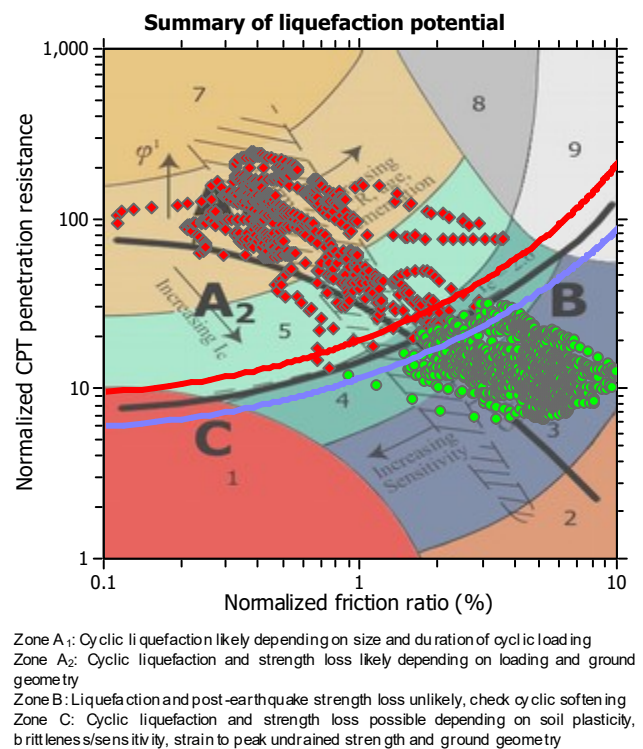 Summary of liquefaction potential
1,000
7
8
9
φ'
100
A2
Increasing Ic
B
5
10
4
C
3
1
Increasing
Sensitivity
2
1
0.1
1
10
Normalized CPT penetration resistance
Normalized friction ratio (%)
Zone A1: Cyclic liquefaction likely depending on size and duration of cyclic loading
Zone A2: Cyclic liquefaction and strength loss likely depending on loading and ground
geometry
Zone B: Liquefaction and post-earthquake strength loss unlikely, check cyclic softening
Zone C: Cyclic liquefaction and strength loss possible depending on soil plasticity,
brittleness/sensitivity, strain to peak undrained strength and ground geometry